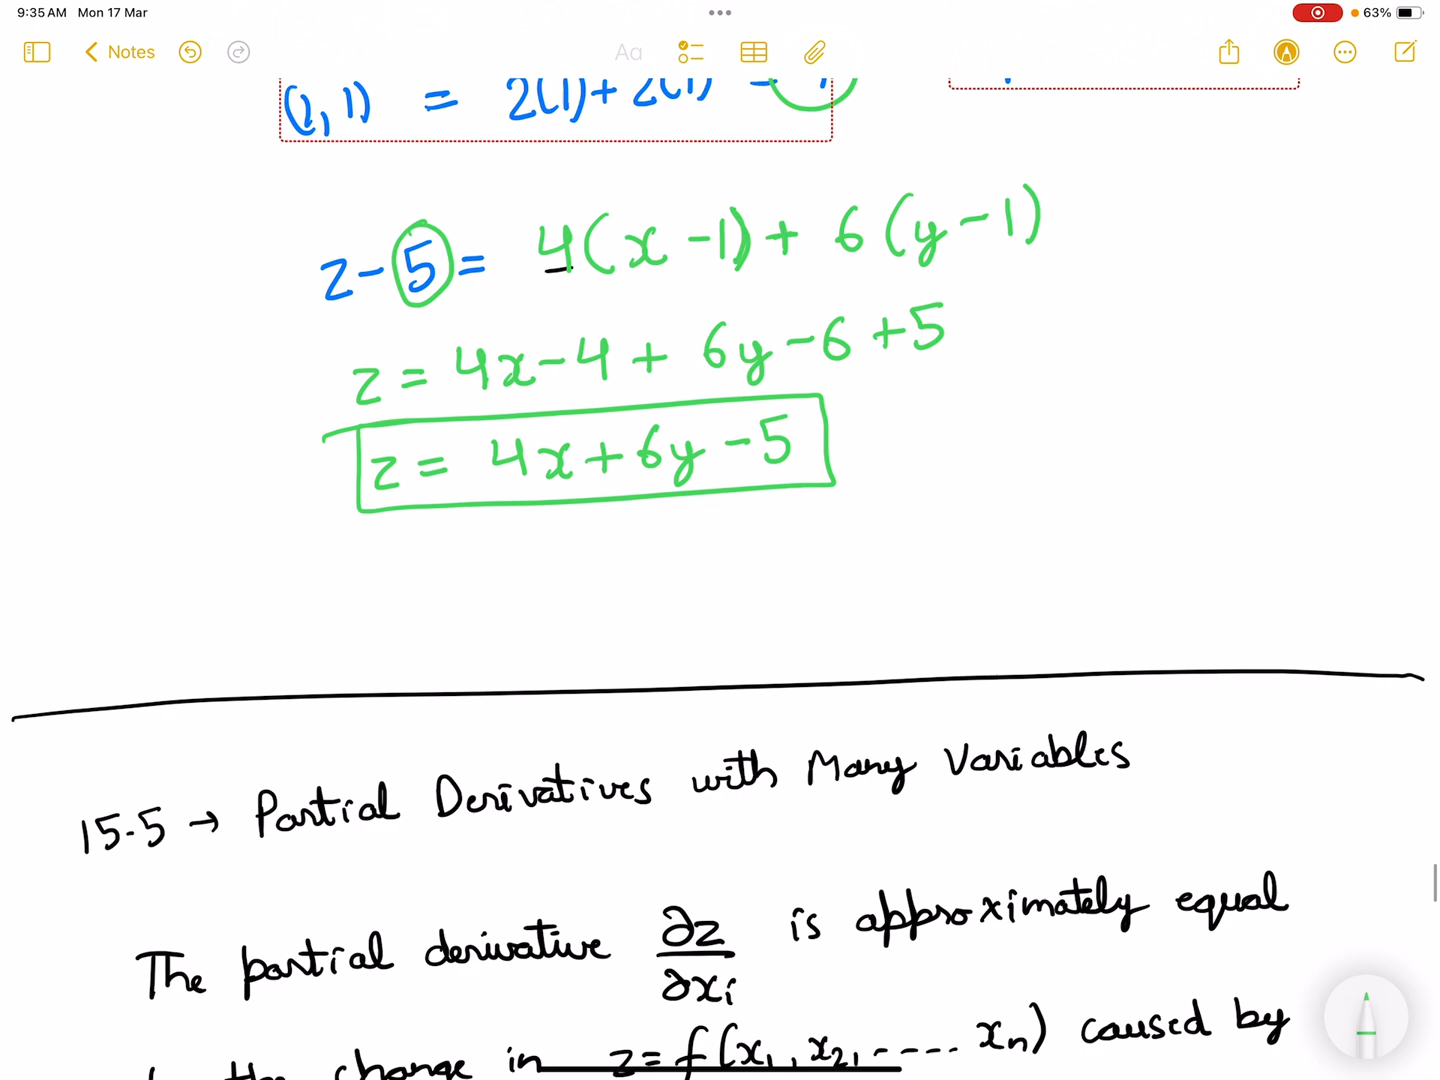 9:35 AM Mon 17 Mar
63%
Notes
Aa
(1,1) = 2(1)+2(1)
z-5 = 4(x-1)+ 6(y-1)
z = 4x-4+ 6y-6+5
z = 4x+6y-5
15.5 → Partial Derivatives with Many Variables
The partial derivative ∂z/∂xi is approximately equal
the change in z = f(x1, x2, ..... xn) caused by